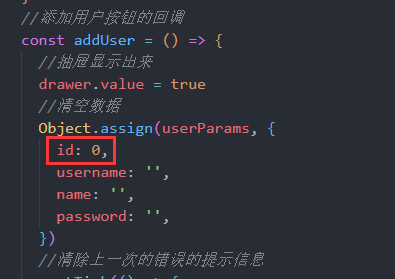 //添加用户按钮的回调
const addUser = () => {
//抽屉显示出来
drawer.value = true
//清空数据
Object.assign(userParams, {
id: 0,
username: '',
name: '',
password: '',
})
//清除上一次的错误的提示信息